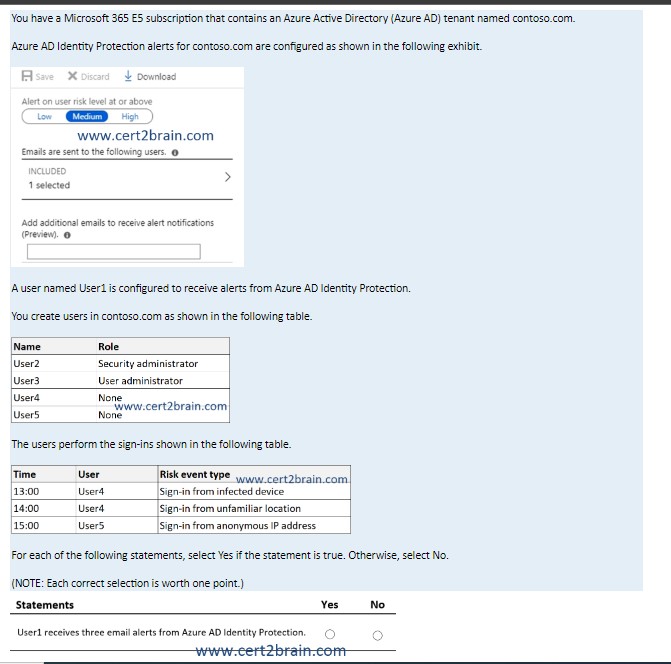 You have a Microsoft 365 E5 subscription that contains an Azure Active Directory (Azure AD) tenant named contoso.com.
Azure AD Identity Protection alerts for contoso.com are configured as shown in the following exhibit.
Save Discard Download
Alert on user risk level at or above
Low Medium High
www.cert2brain.com
Emails are sent to the following users.
INCLUDED
1 selected
Add additional emails to receive alert notifications
(Preview).
A user named User1 is configured to receive alerts from Azure AD Identity Protection.
You create users in contoso.com as shown in the following table.
Name Role
User2 Security administrator
User3 User administrator
User4 None
www.cert2brain.com
User5 None
The users perform the sign-ins shown in the following table.
Time User Risk event type
www.cert2brain.com
13:00 User4 Sign-in from infected device
14:00 User4 Sign-in from unfamiliar location
15:00 User5 Sign-in from anonymous IP address
For each of the following statements, select Yes if the statement is true. Otherwise, select No.
(NOTE: Each correct selection is worth one point.)
Statements Yes No
User1 receives three email alerts from Azure AD Identity Protection.
www.cert2brain.com